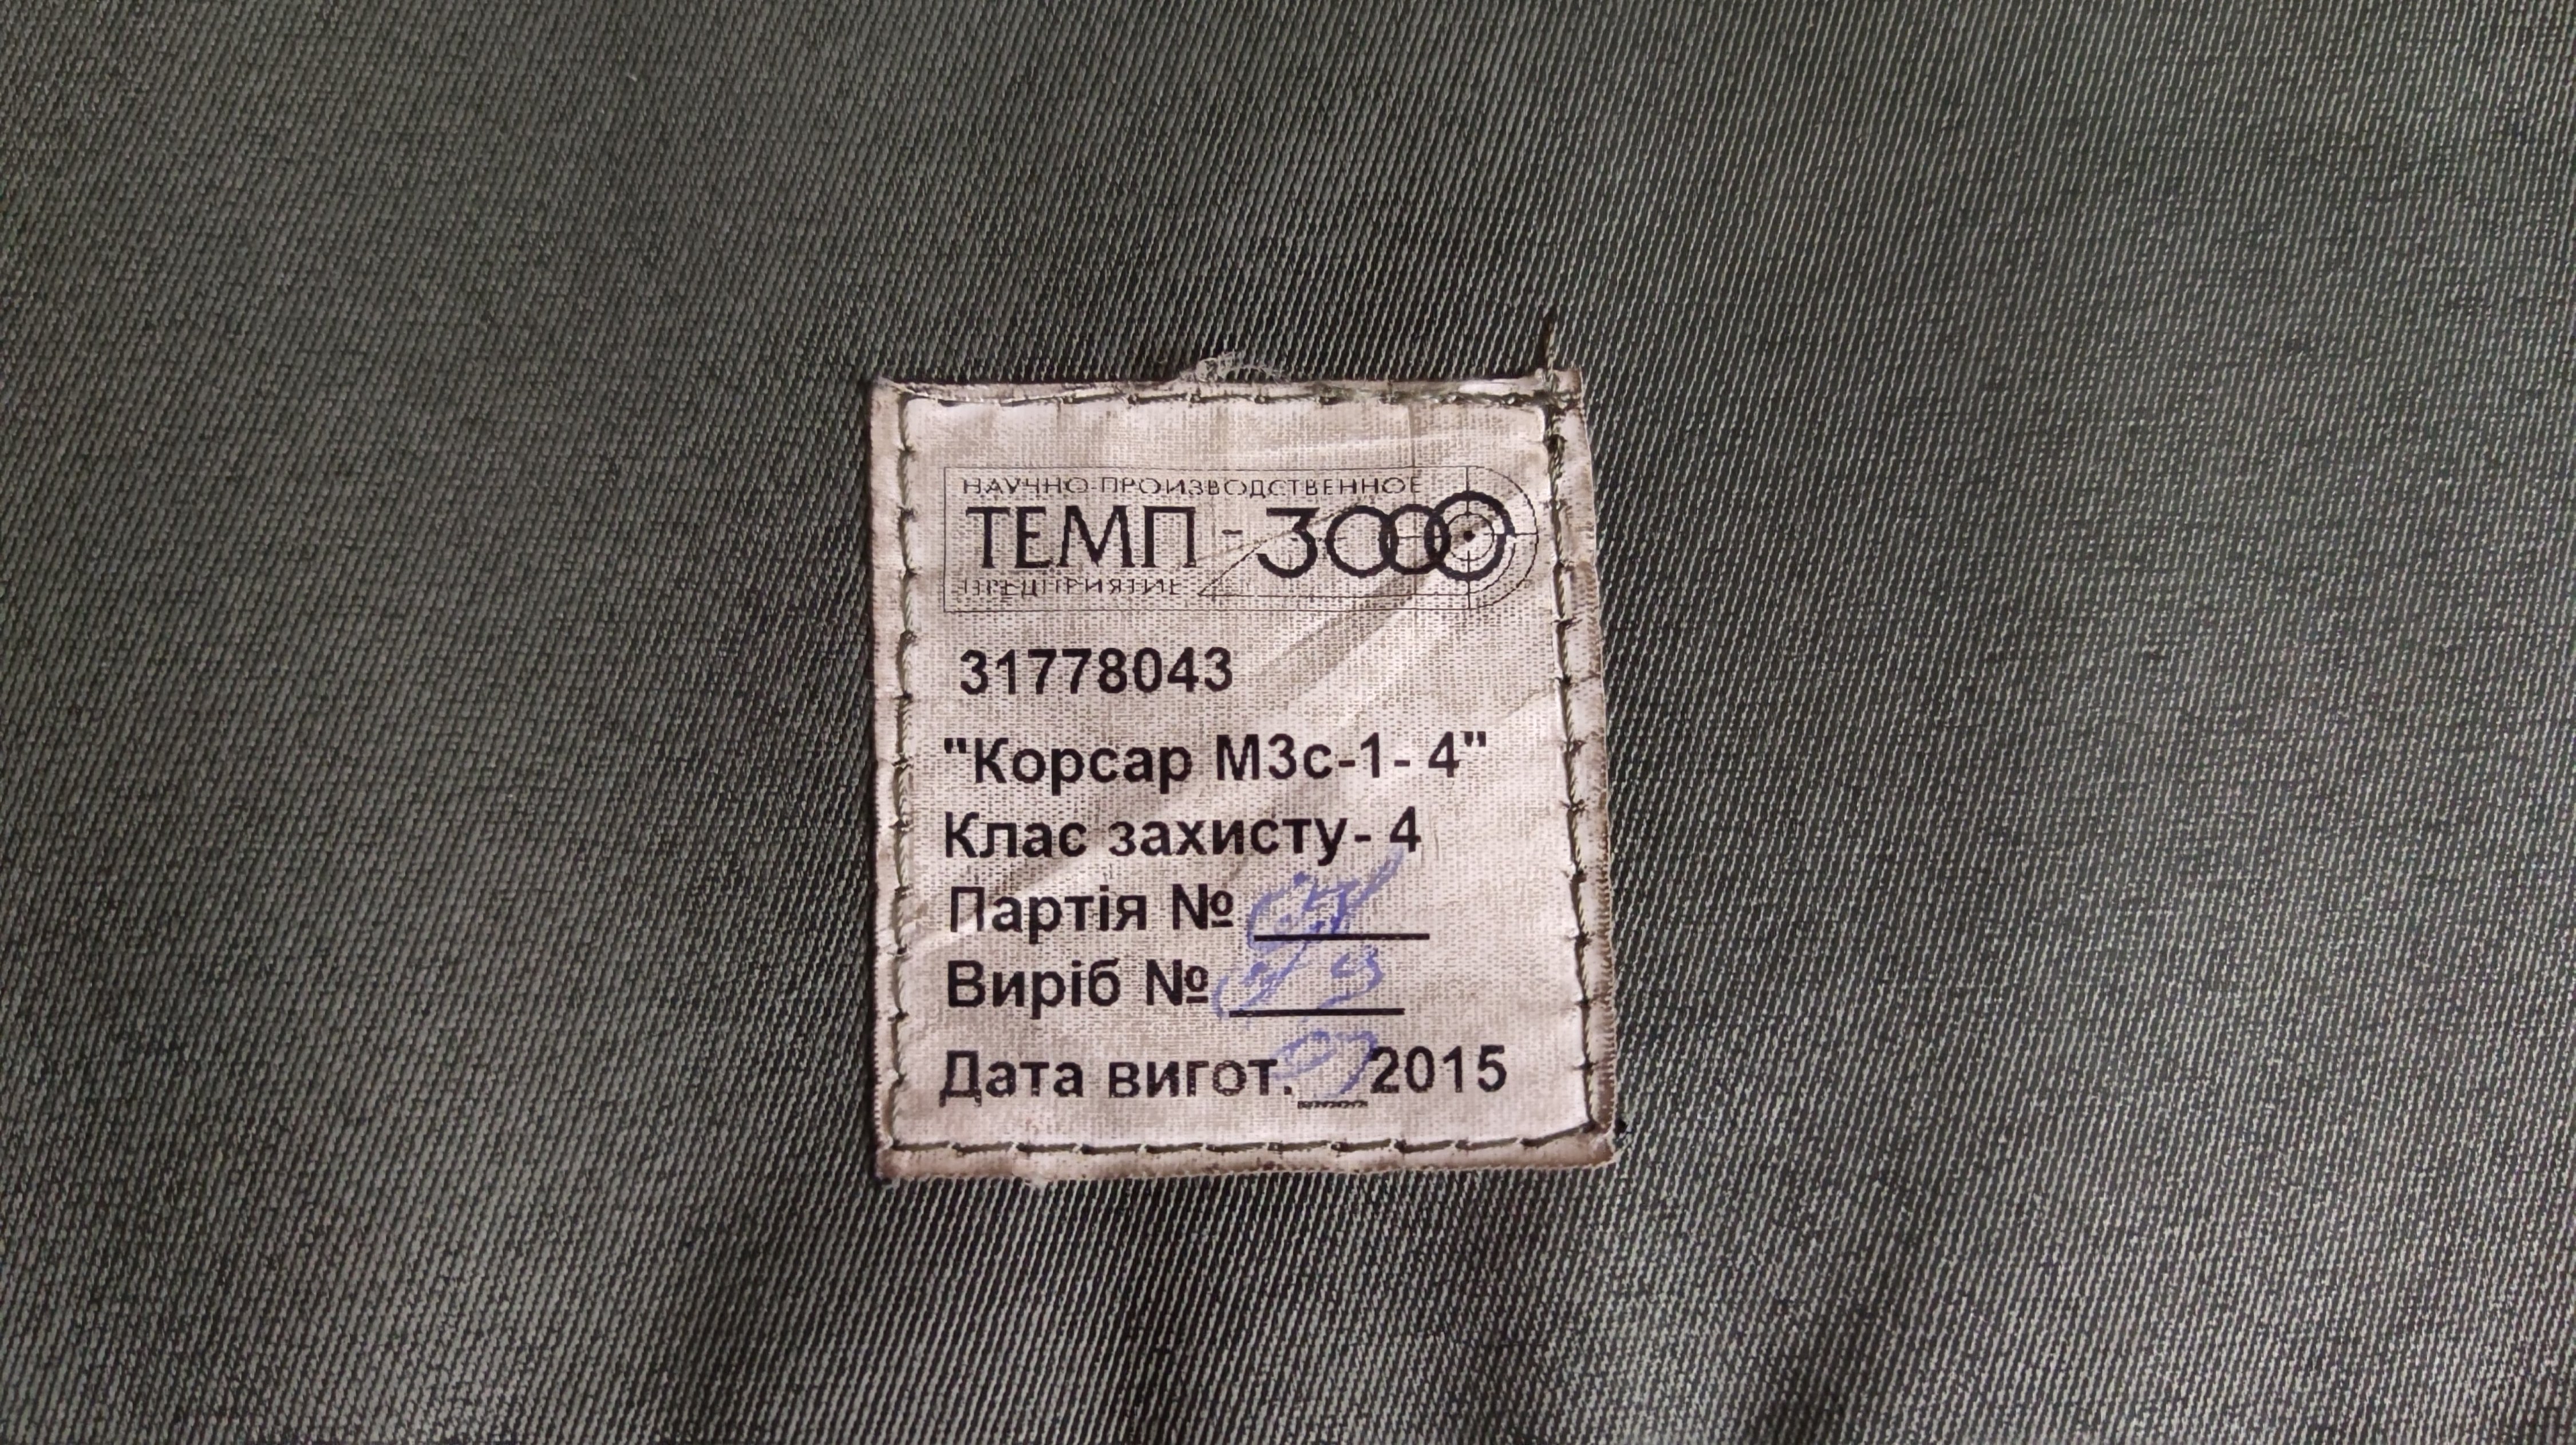 НАУЧНО-ПРОИЗВОДСТВЕННОЕ
ТЕМП - 3000
ПРЕДПРИЯТИЕ
31778043
"Корсар М3с-1- 4"
Клас захисту- 4
Партія №
Виріб №
Дата вигот. 07 2015